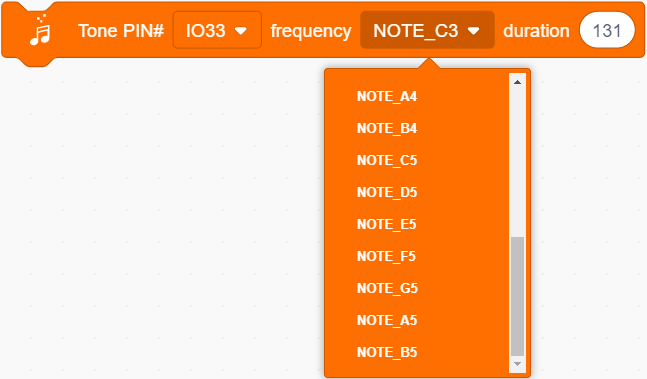 Tone PIN# IO33 frequency NOTE_C3 duration 131
NOTE_A4
NOTE_B4
NOTE_C5
NOTE_D5
NOTE_E5
NOTE_F5
NOTE_G5
NOTE_A5
NOTE_B5